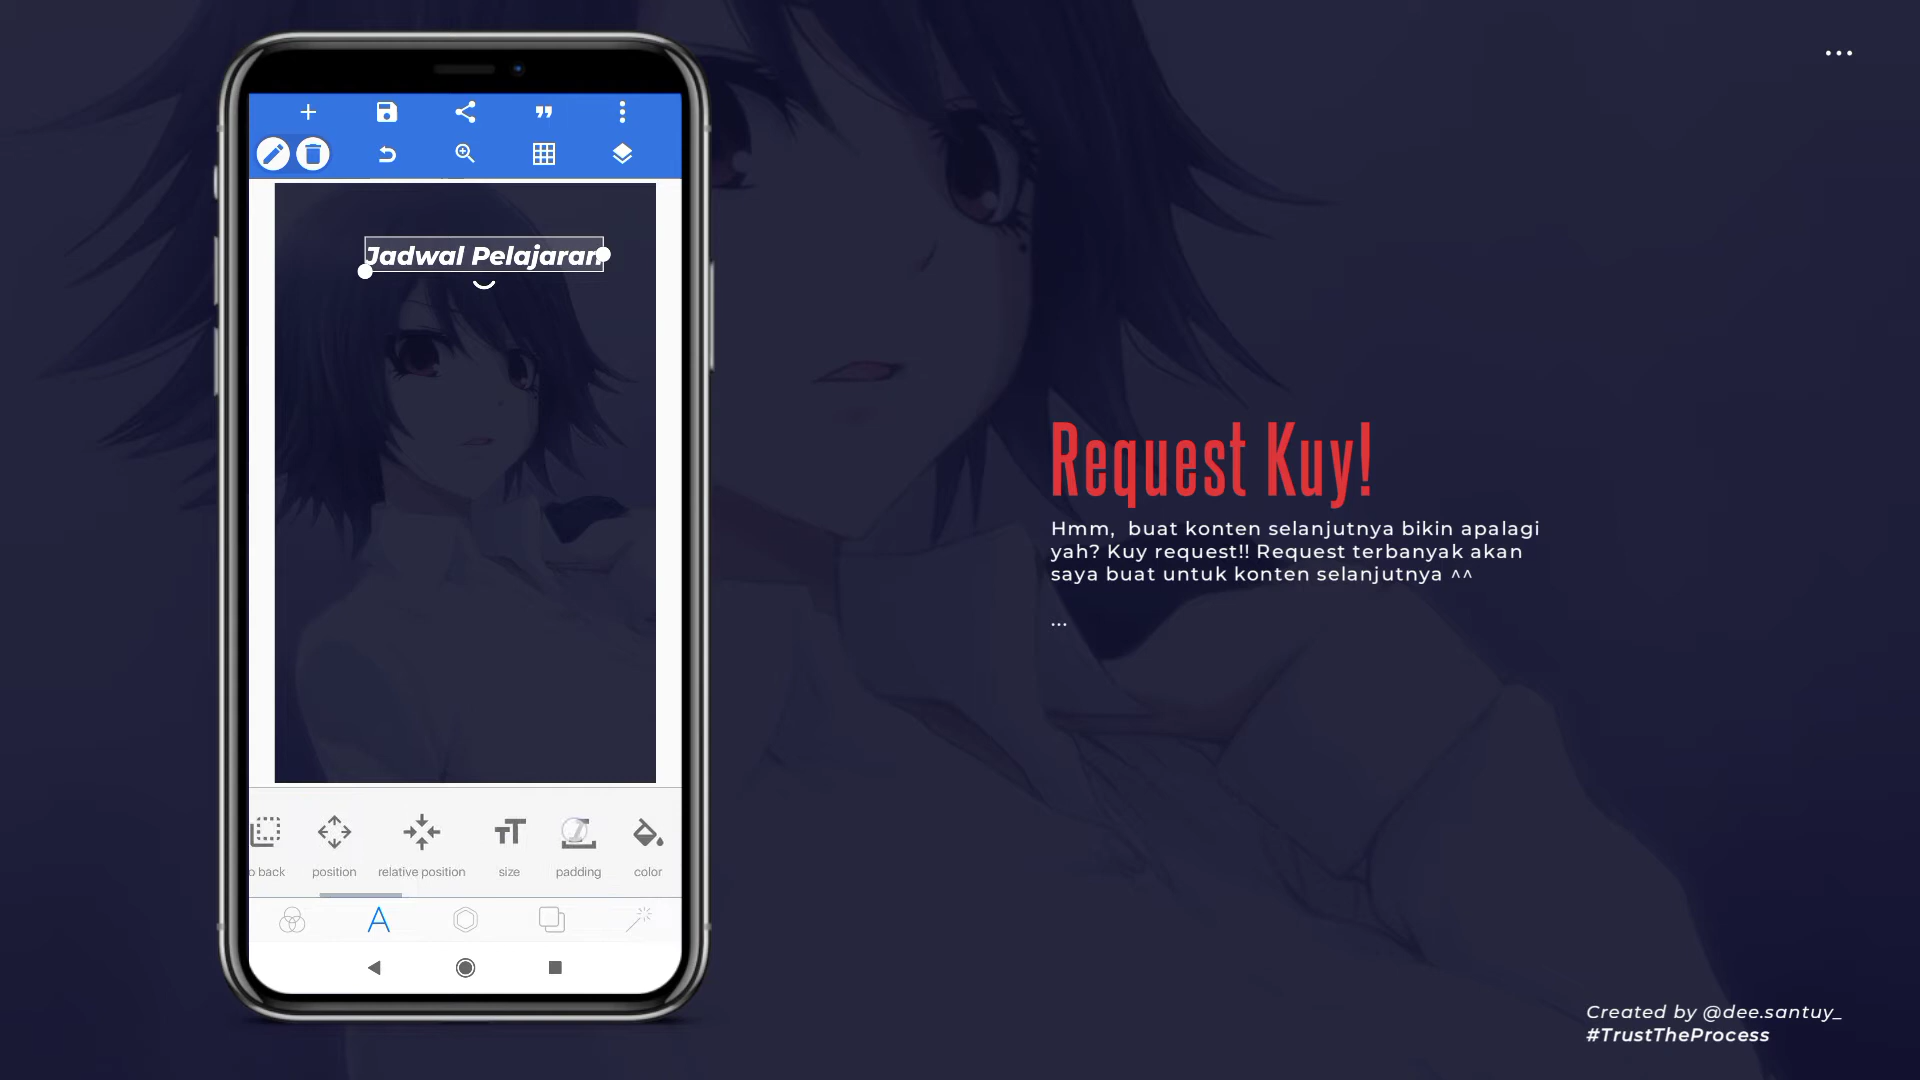 ...
Jadwal Pelajaran
Request Kuy!
Hmm, buat konten selanjutnya bikin apalagi
yah? Kuy request!! Request terbanyak akan
saya buat untuk konten selanjutnya ^^
...
o back position relative position size padding color
Created by @dee.santuy_
#TrustTheProcess